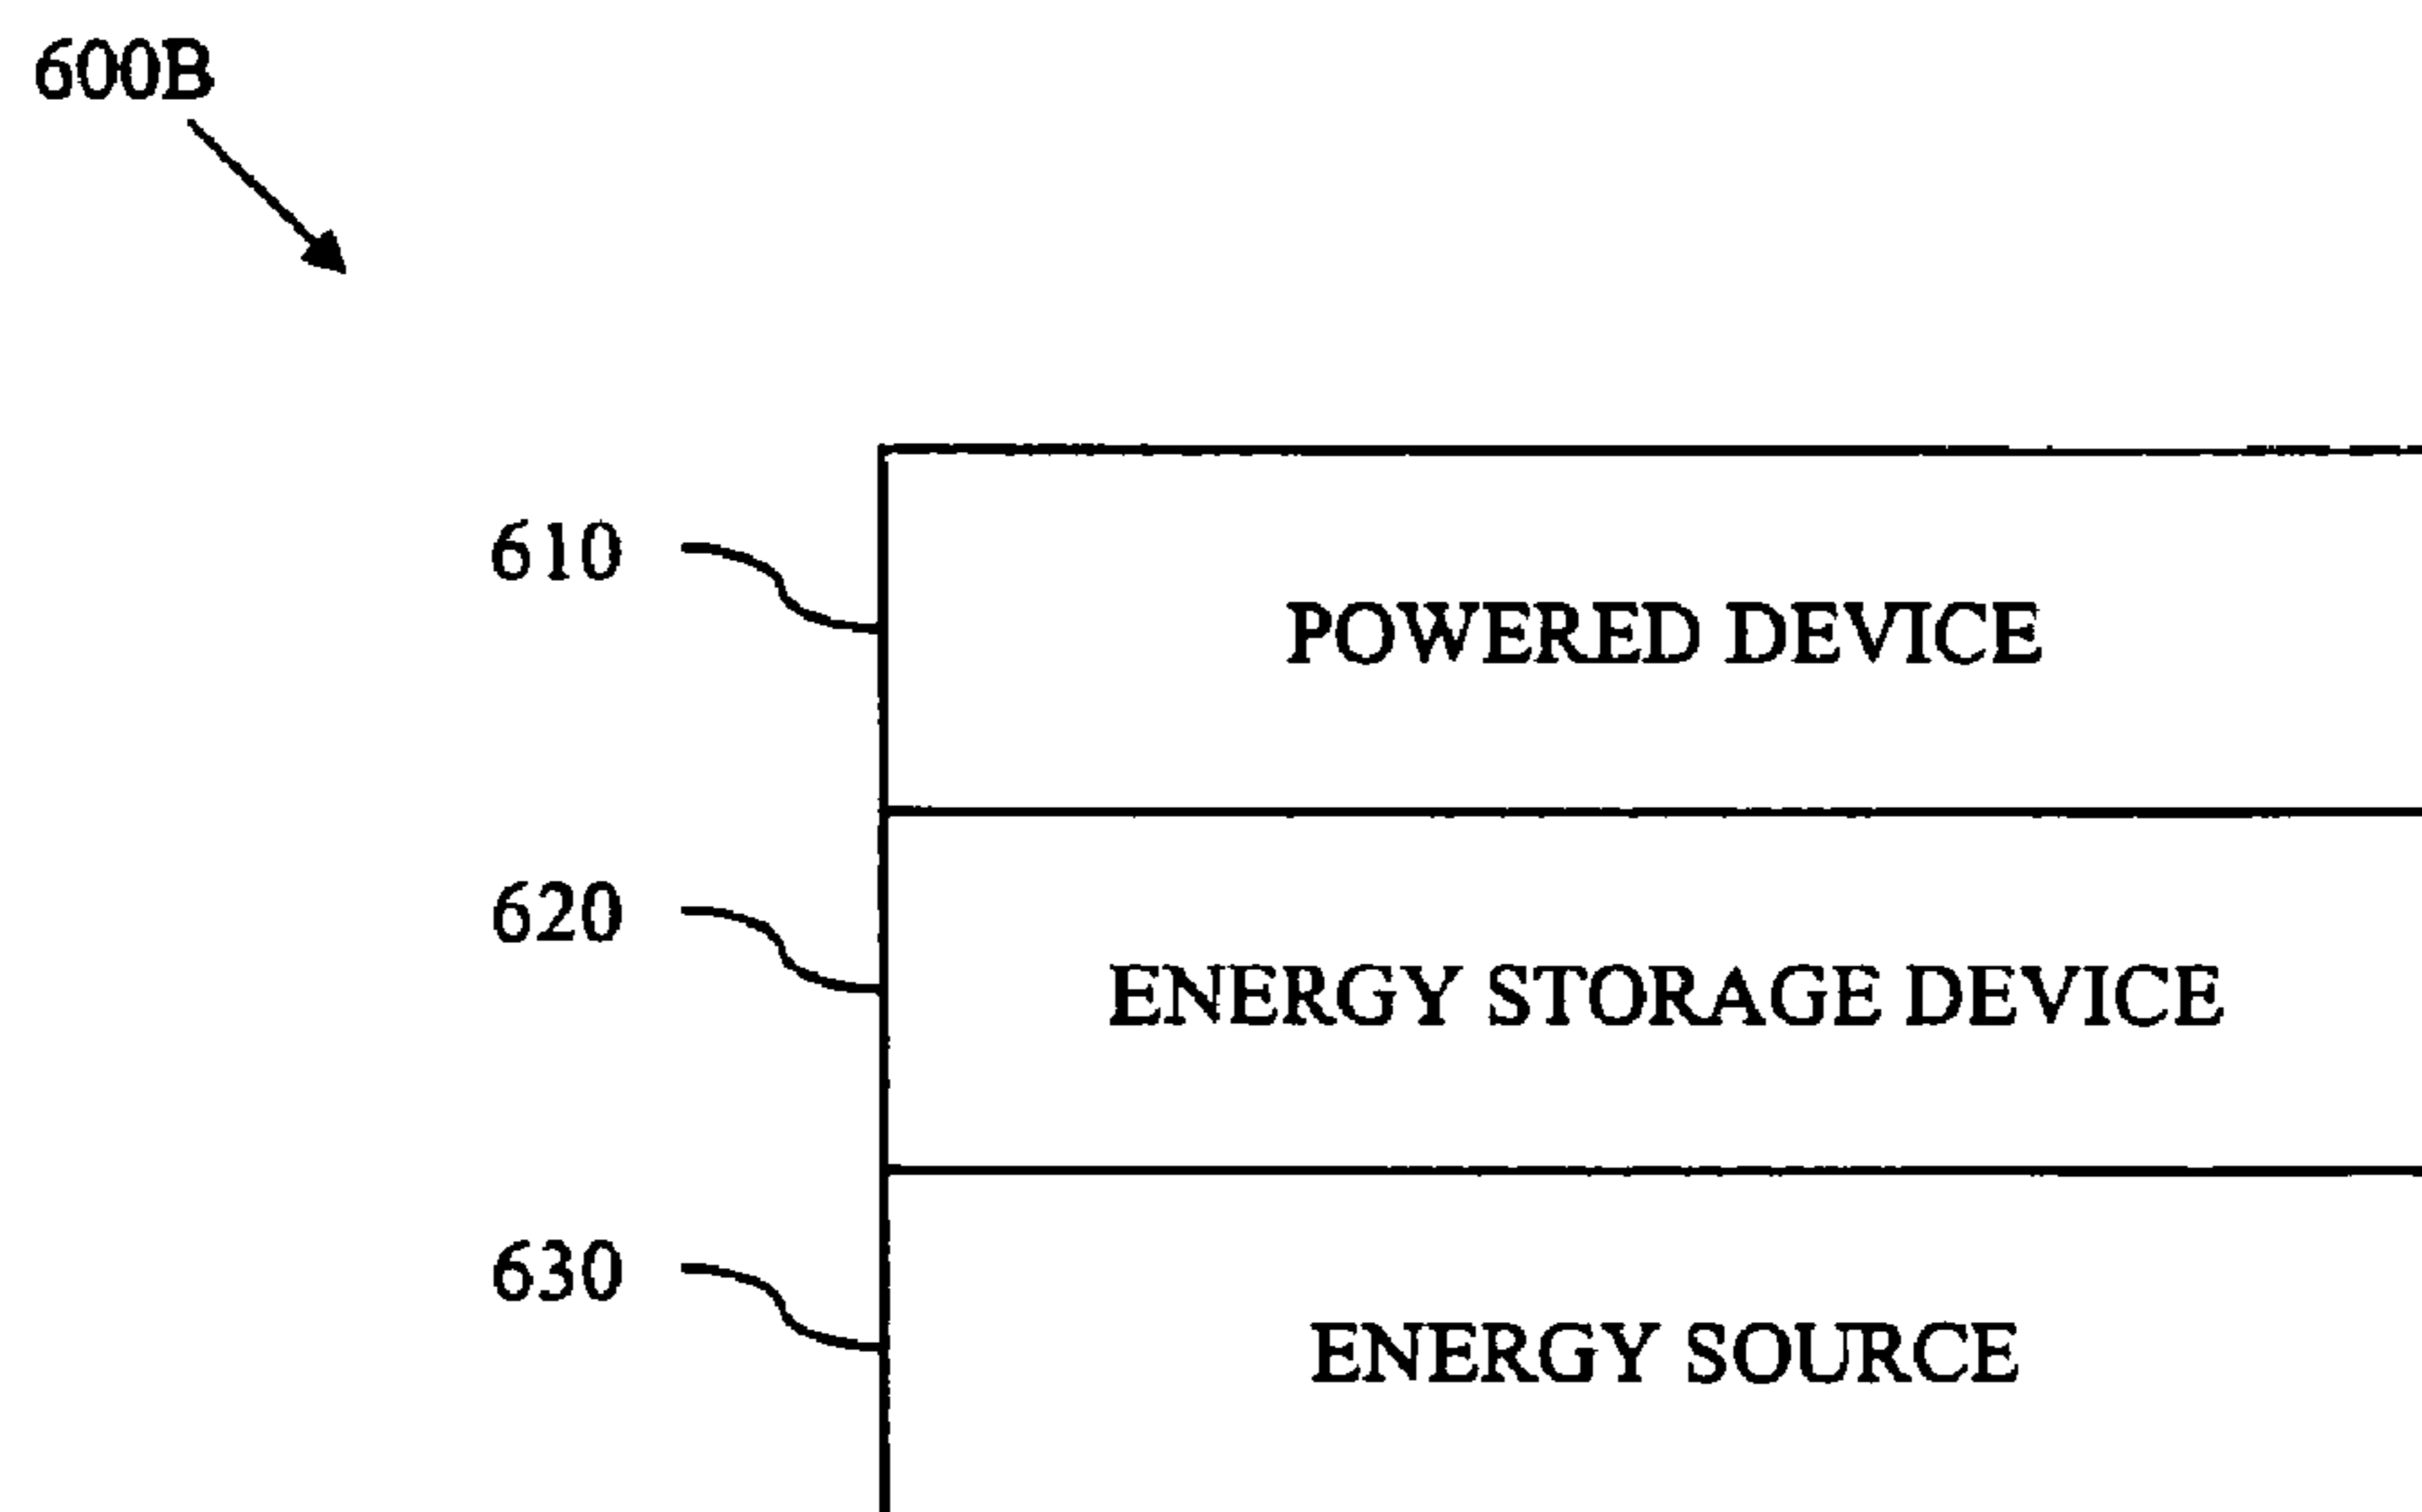 600B
610
POWERED DEVICE
620
ENERGY STORAGE DEVICE
630
ENERGY SOURCE